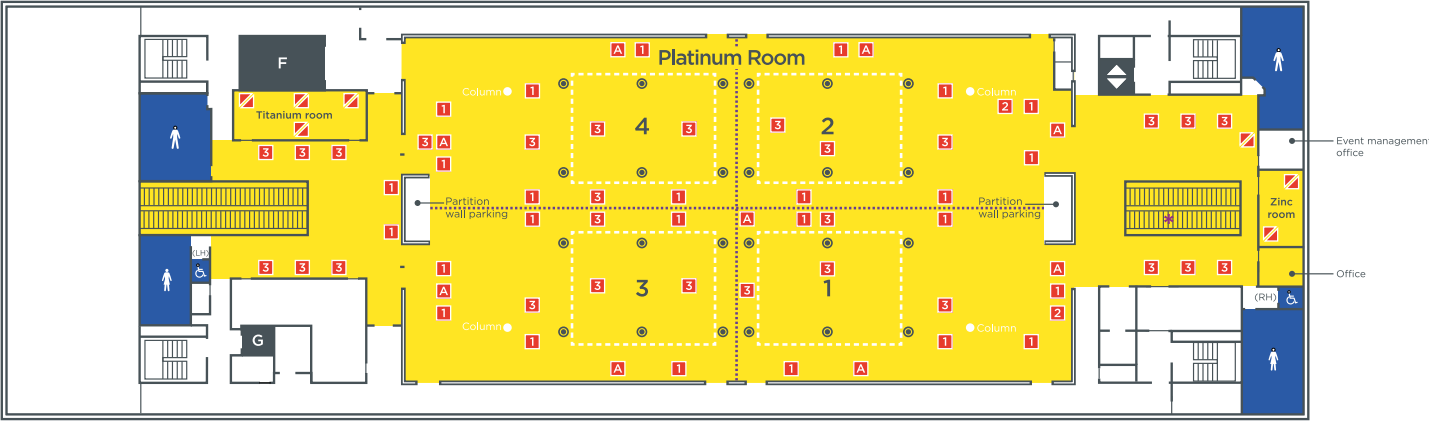 Platinum Room
A 1
1 A
F
Titanium room
Column
1
1
Column
1
2 1
1
3 3 3
3 4 3
3 2
3
A
3 3 3
3 A
3
3
1
1
Event management
office
3 3 3
1
1 3 1
1
1
Partition
wall parking
Partition
wall parking
Zinc
room
1
1 3 1
A
1 3
1
(LH)
3 3 3
1
A
3 3 3
3
A
Office
3 3 3
3 1
1
(RH)
1
3
3
2
Column
Column
G
1
1
1
A 1
1 A